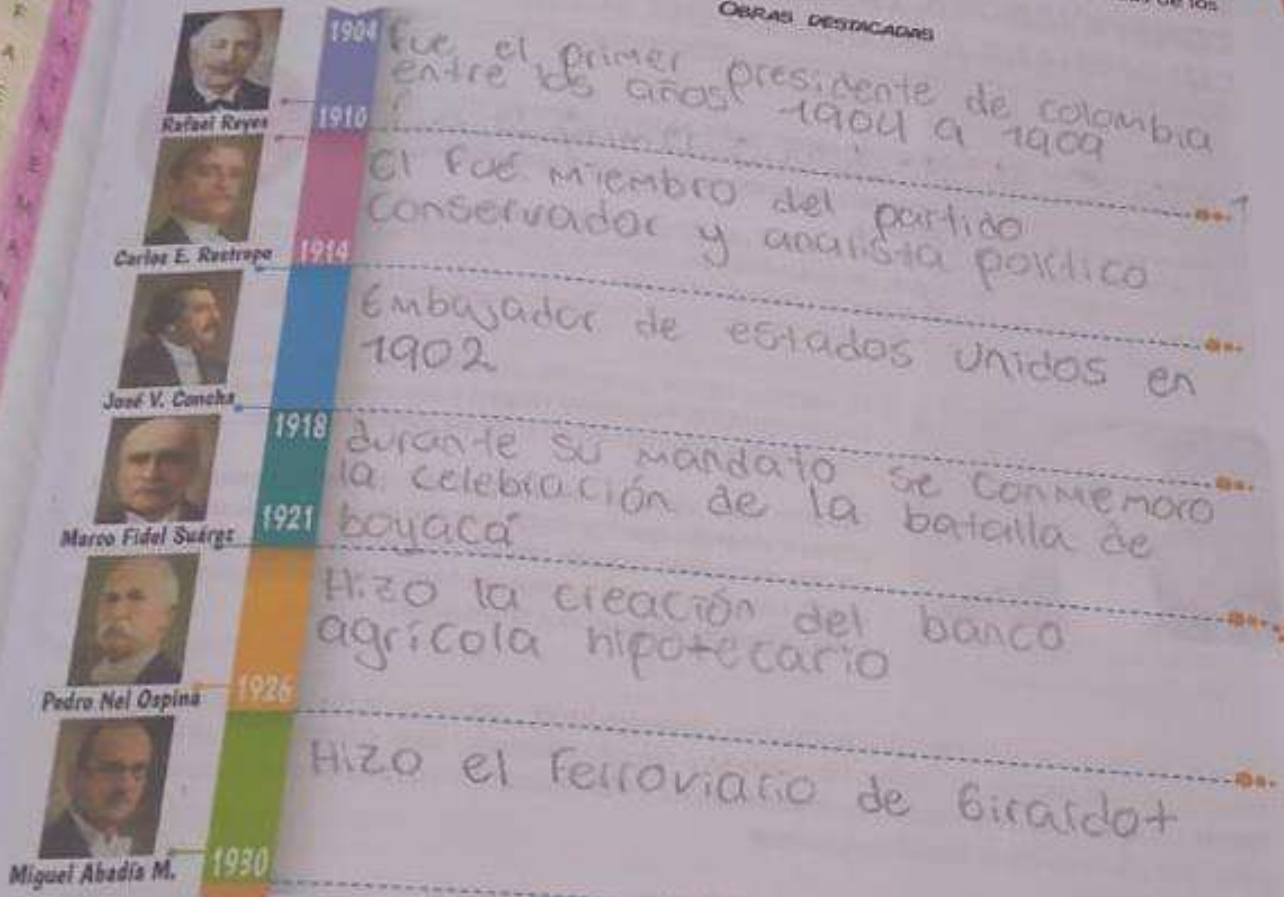 OBRAS DESTACADAS
1904
fue el primer presidente de colombia
entre los años 1904 a 1909
Rafael Reyes
1910
El fue miembro del partido
conservador y analista politico
Carlos E. Restrepo
1914
Embajador de estados unidos en
1902
José V. Concha
1918
durante su mandato se conmemoro
la celebración de la batalla de
boyacá
Marco Fidel Suárez
1921
Hizo la creación del banco
agrícola hipotecario
Pedro Nel Ospina
1926
Hizo el ferroviario de Girardot
Miguel Abadía M.
1930